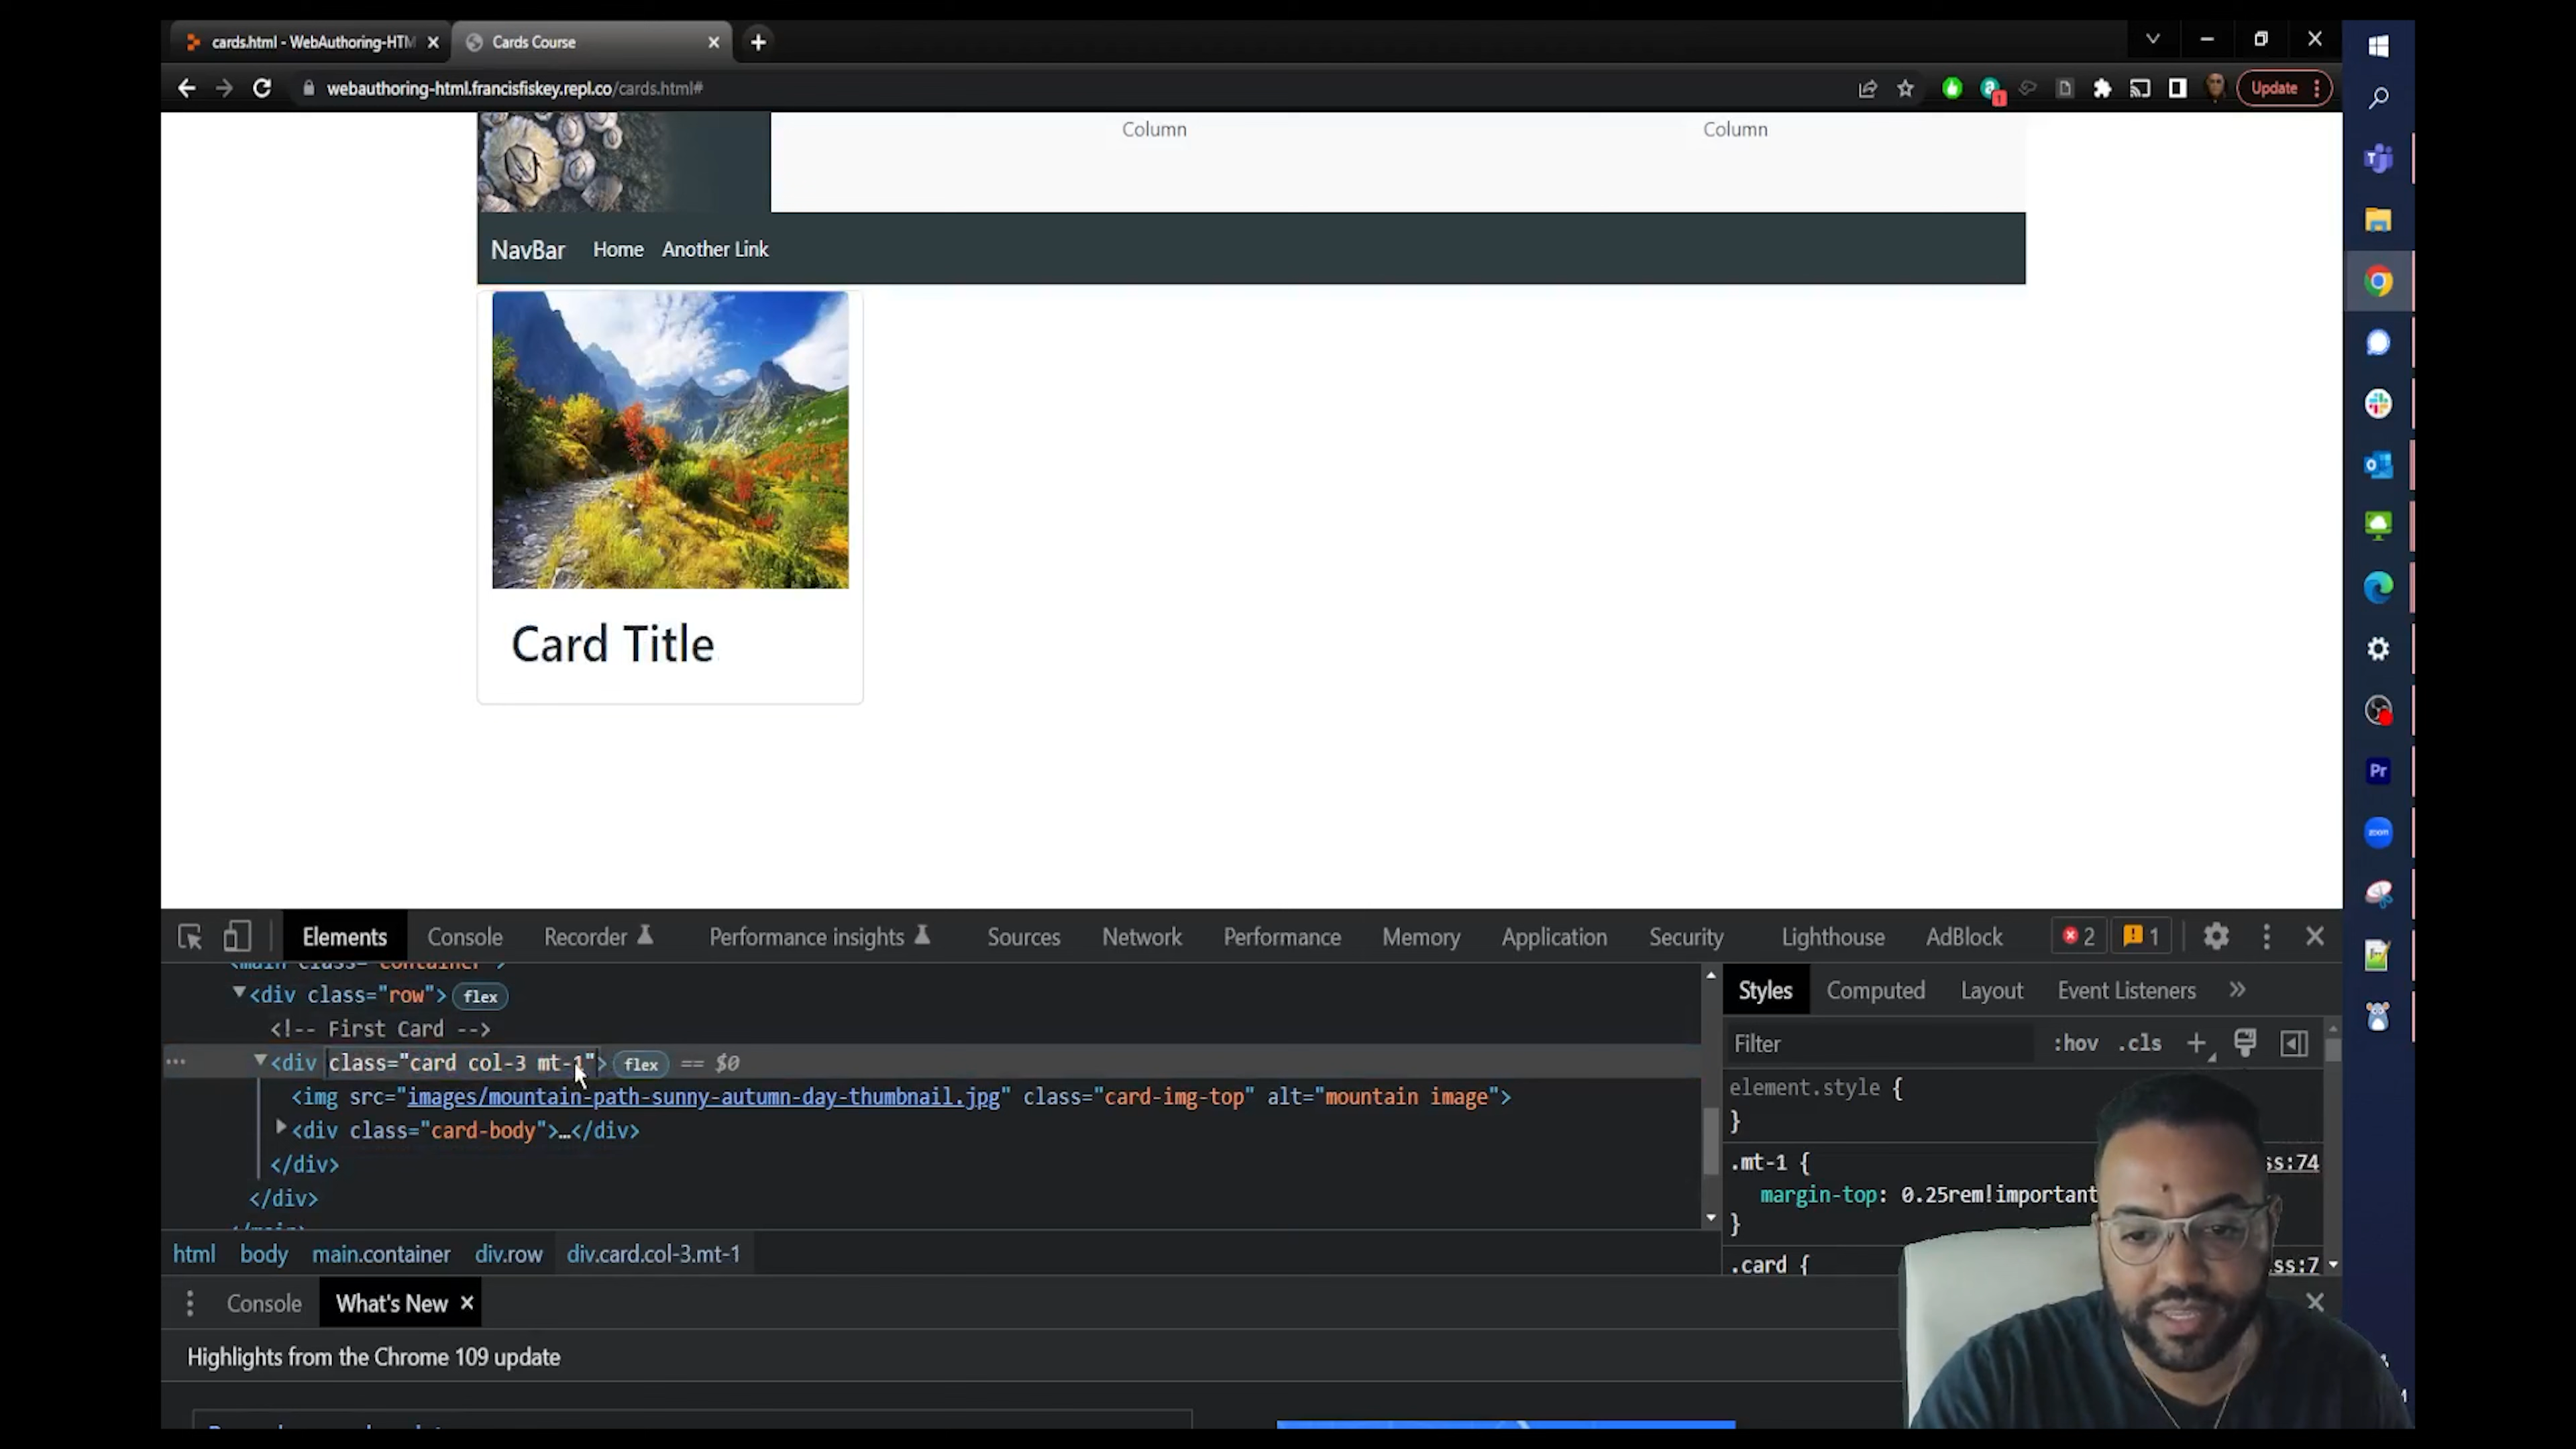 cards.html - WebAuthoring-HTM
Cards Course
webauthoring-html.francisfiskey.repl.co/cards.html#
Update
Column
Column
NavBar Home Another Link
Card Title
Elements Console Recorder Performance insights Sources Network Performance Memory Application Security Lighthouse AdBlock 2 1
<div class="row"> flex
<!-- First Card -->
<div class="card col-3 mt-1"> flex == $0
<img src="images/mountain-path-sunny-autumn-day-thumbnail.jpg" class="card-img-top" alt="mountain image">
<div class="card-body">…</div>
</div>
</div>
html body main.container div.row div.card.col-3.mt-1
Styles Computed Layout Event Listeners »
Filter :hov .cls +
element.style {
}
.mt-1 { ss:74
margin-top: 0.25rem!important
}
.card { ss:7
Console What's New
Highlights from the Chrome 109 update
Pr
zoom